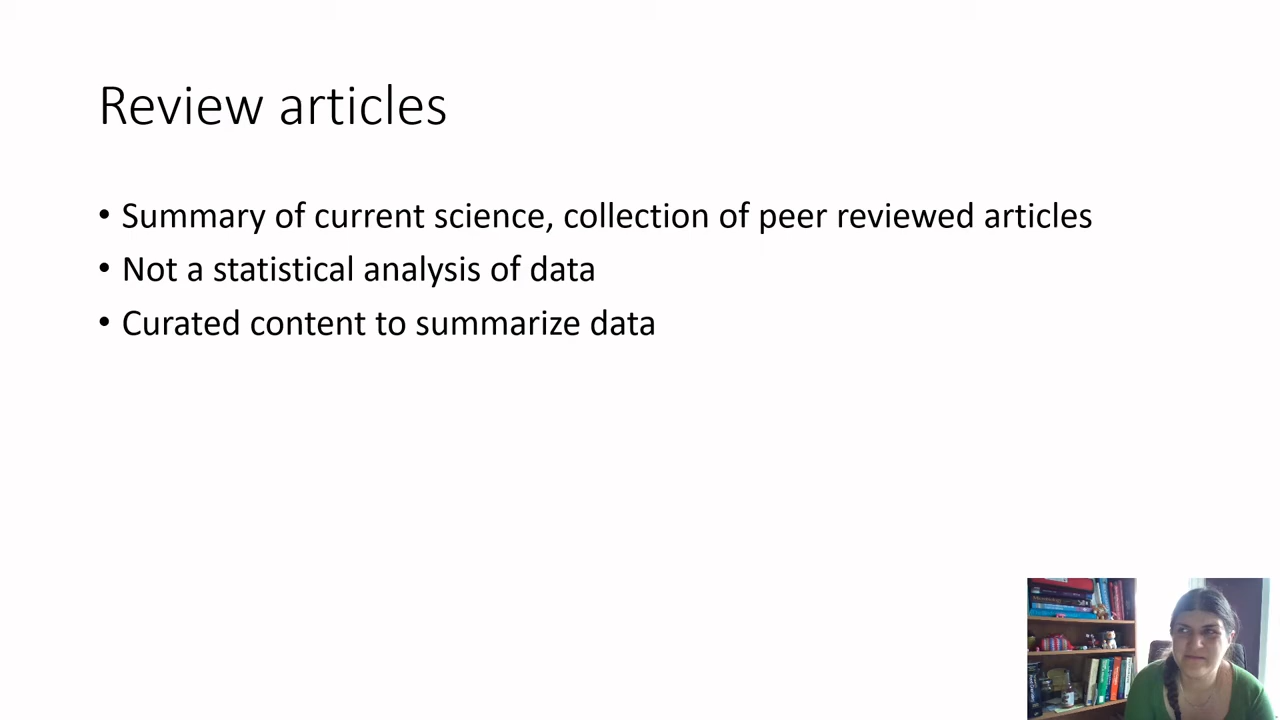 Review articles
• Summary of current science, collection of peer reviewed articles
• Not a statistical analysis of data
• Curated content to summarize data